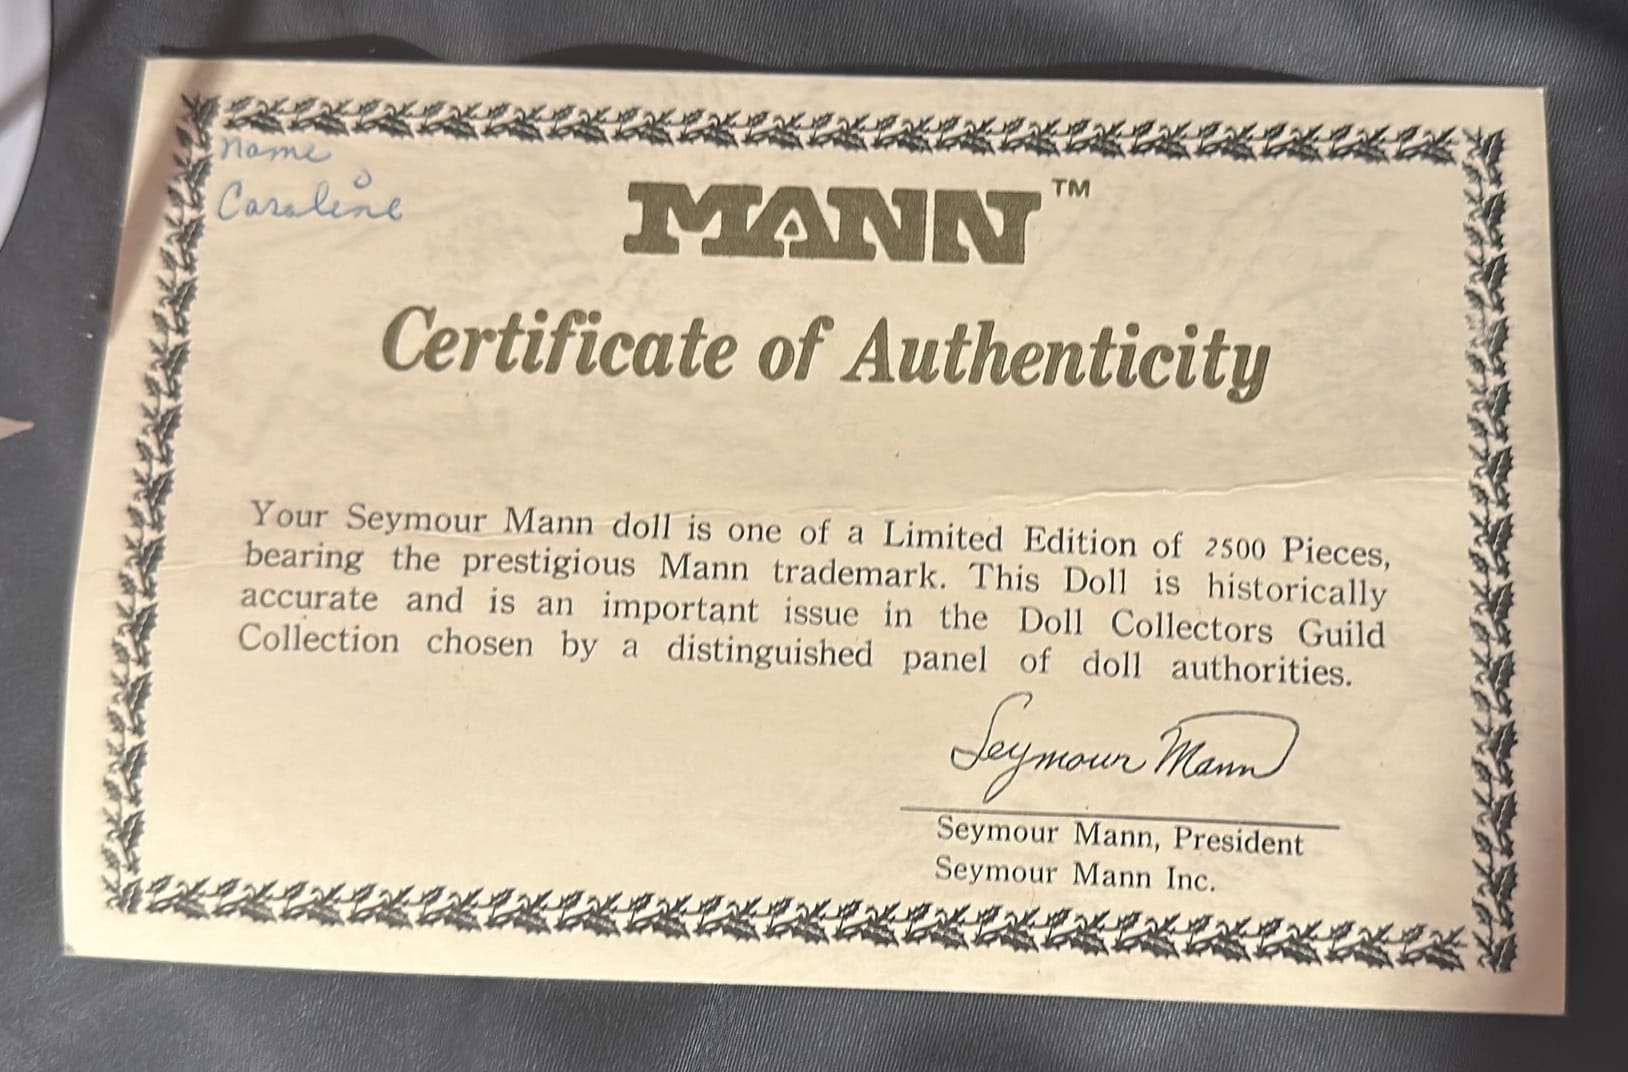 name
Caroline
MANN™
Certificate of Authenticity
Your Seymour Mann doll is one of a Limited Edition of 2500 Pieces,
bearing the prestigious Mann trademark. This Doll is historically
accurate and is an important issue in the Doll Collectors Guild
Collection chosen by a distinguished panel of doll authorities.
Seymour Mann
Seymour Mann, President
Seymour Mann Inc.